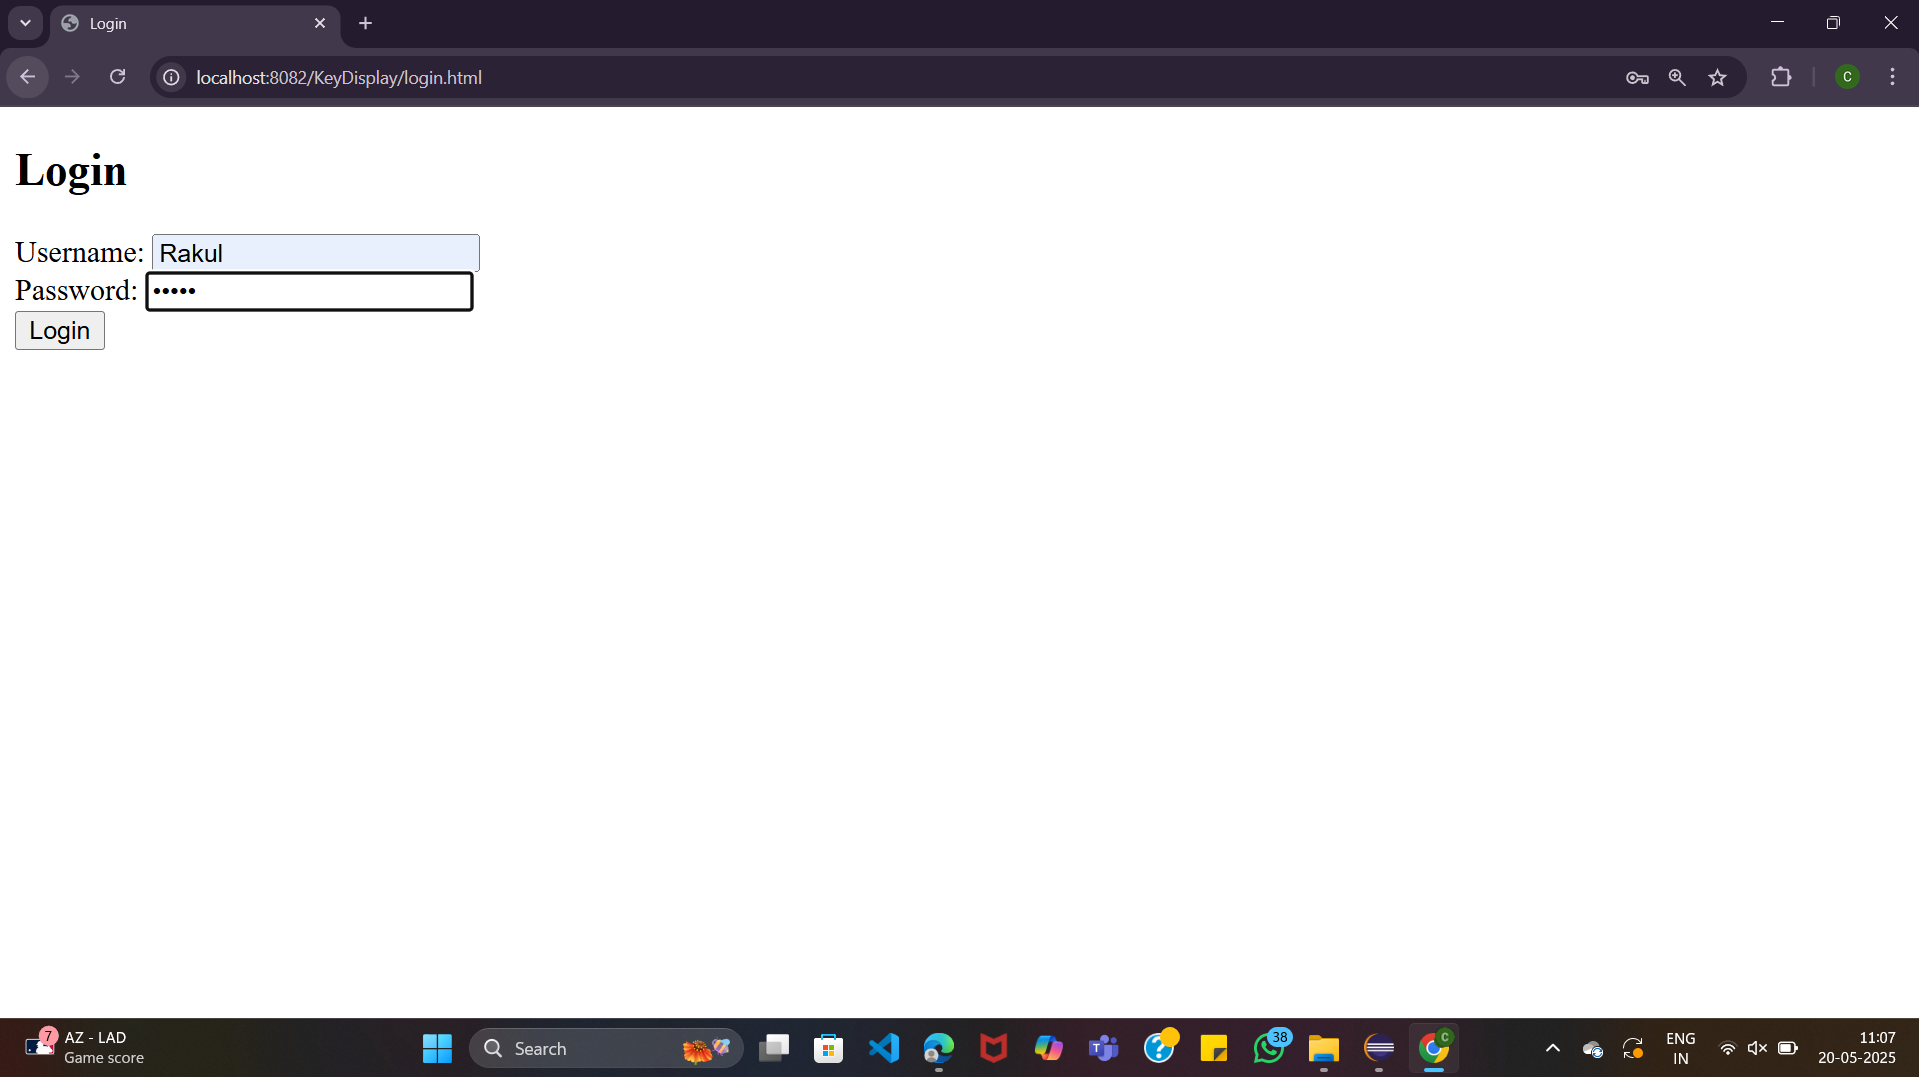 Login
localhost:8082/KeyDisplay/login.html
C
Login
Username: Rakul
Password: •••••
Login
7
AZ - LAD
Game score
Search
T
38
C
ENG
IN
11:07
20-05-2025